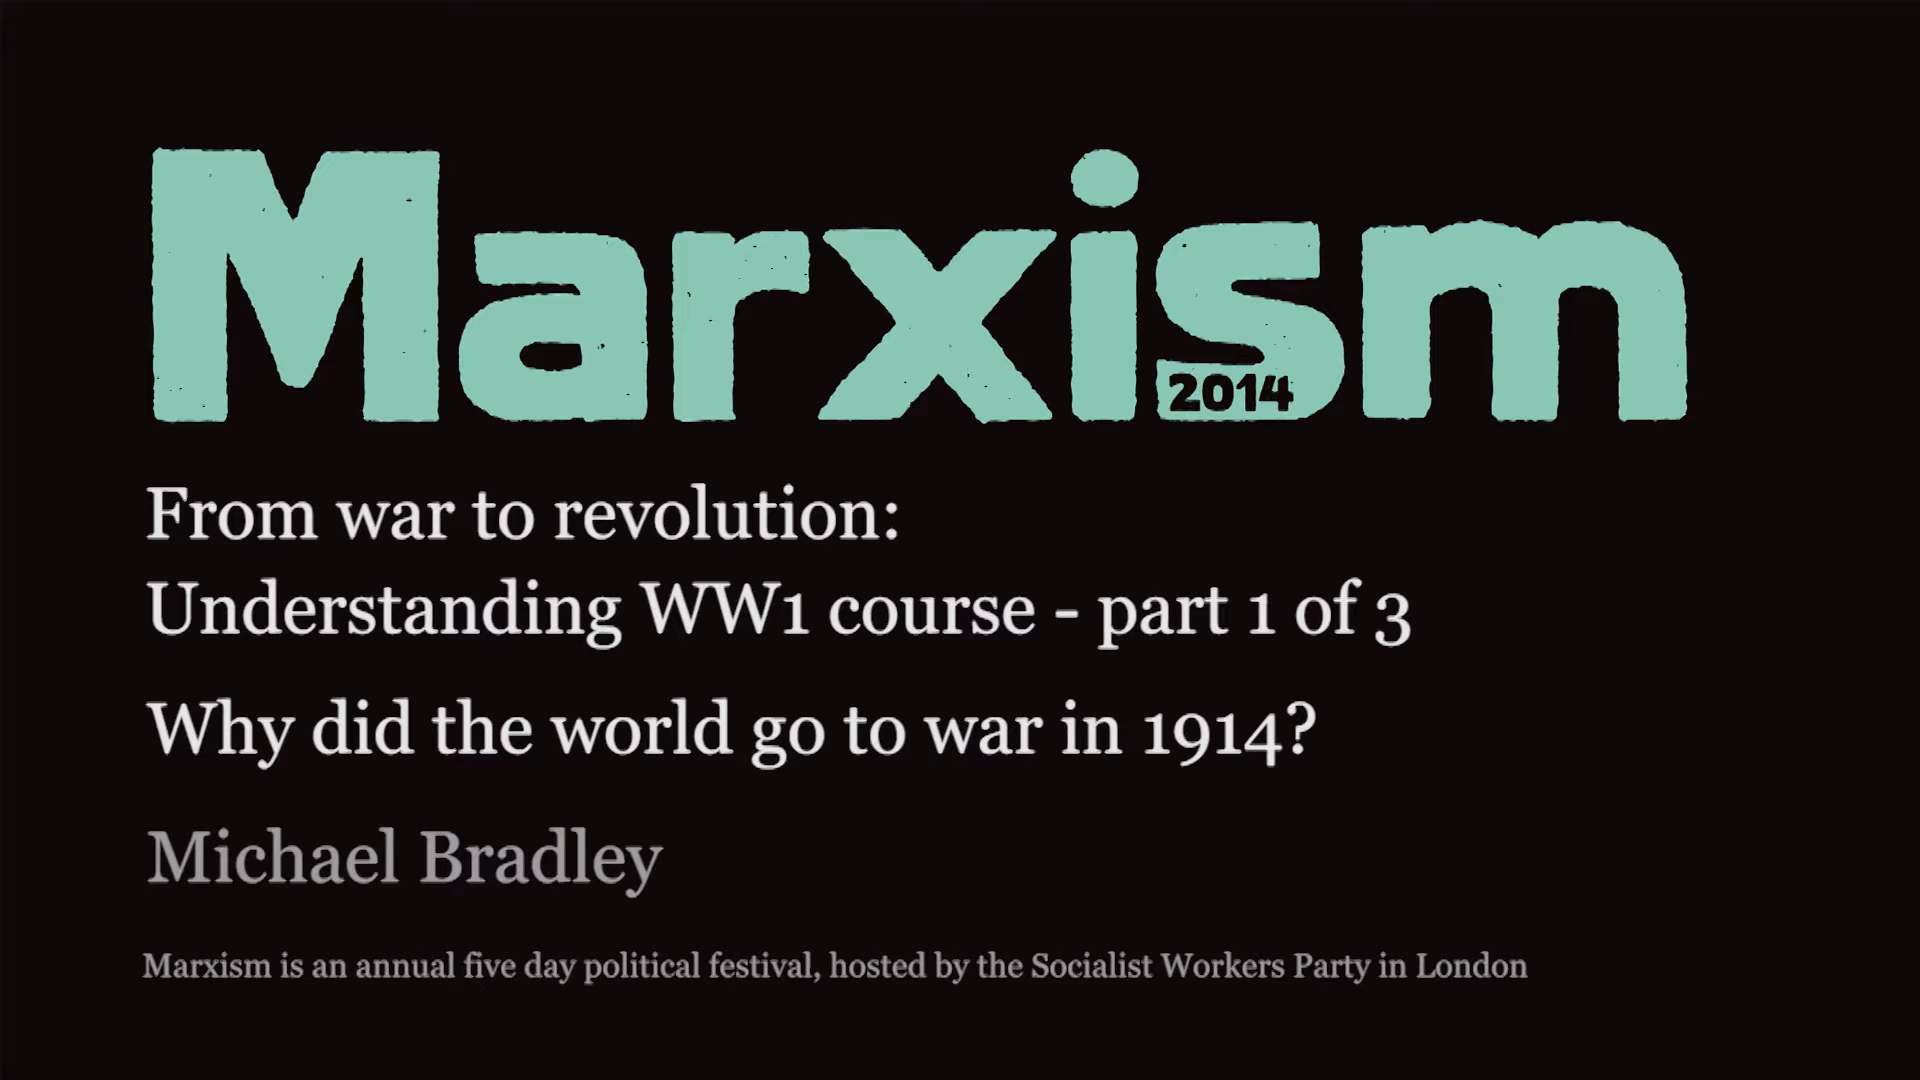 Marxism
2014
From war to revolution:
Understanding WW1 course - part 1 of 3
Why did the world go to war in 1914?
Michael Bradley
Marxism is an annual five day political festival, hosted by the Socialist Workers Party in London